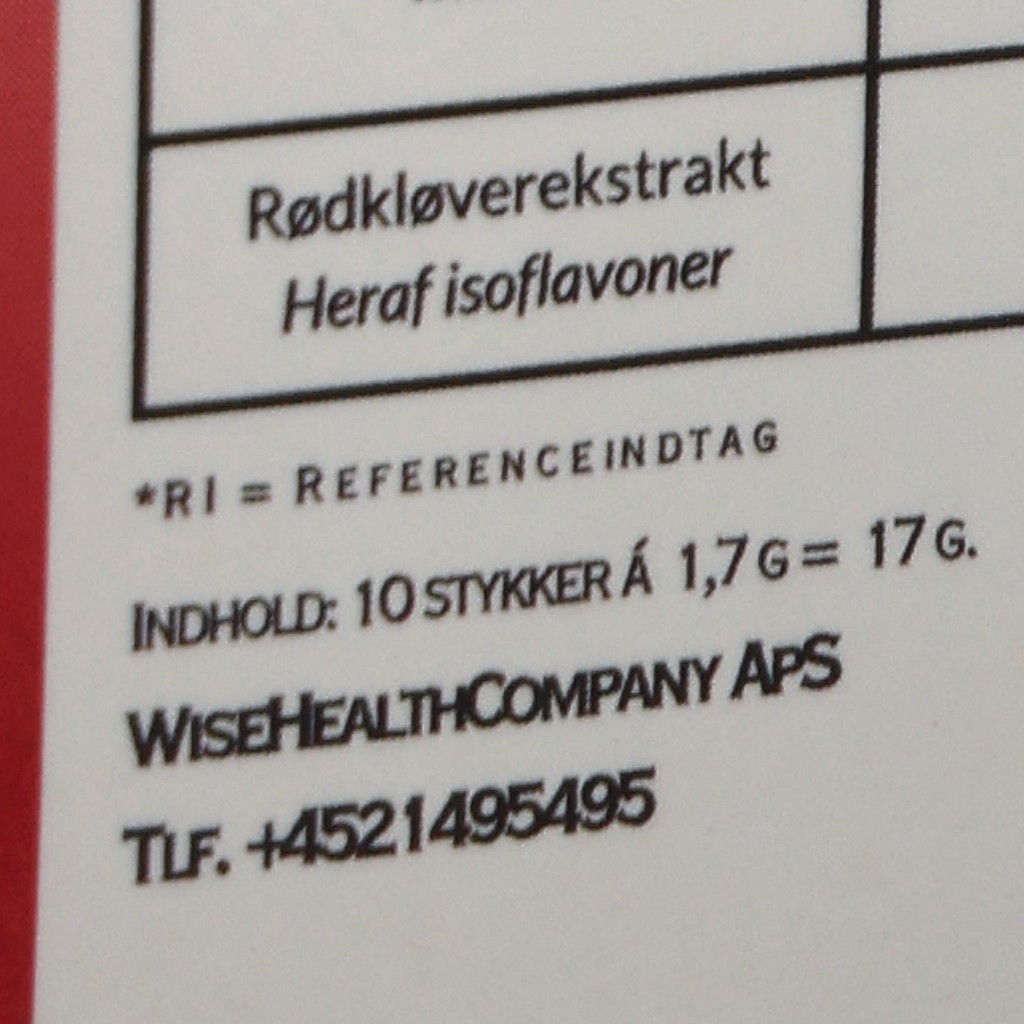 Rødkløverekstrakt
Heraf isoflavoner
*RI = REFERENCEINDTAG
INDHOLD: 10 STYKKER Á 1,7 G = 17 G.
WISEHEALTHCOMPANY APS
TLF. +4521495495